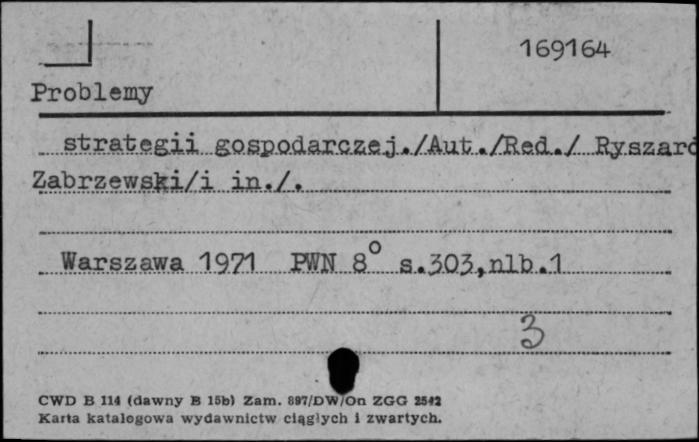 169164
Problemy
strategii gospodarczej./Aut./Red./ Ryszard
Zabrzewski/i in./.
Warszawa 1971 PWN 8° s.303,nlb.1
3
CWD B 114 (dawny B 15b) Zam. 897/DW/On ZGG 2542
Karta katalogowa wydawnictw ciągłych i zwartych.